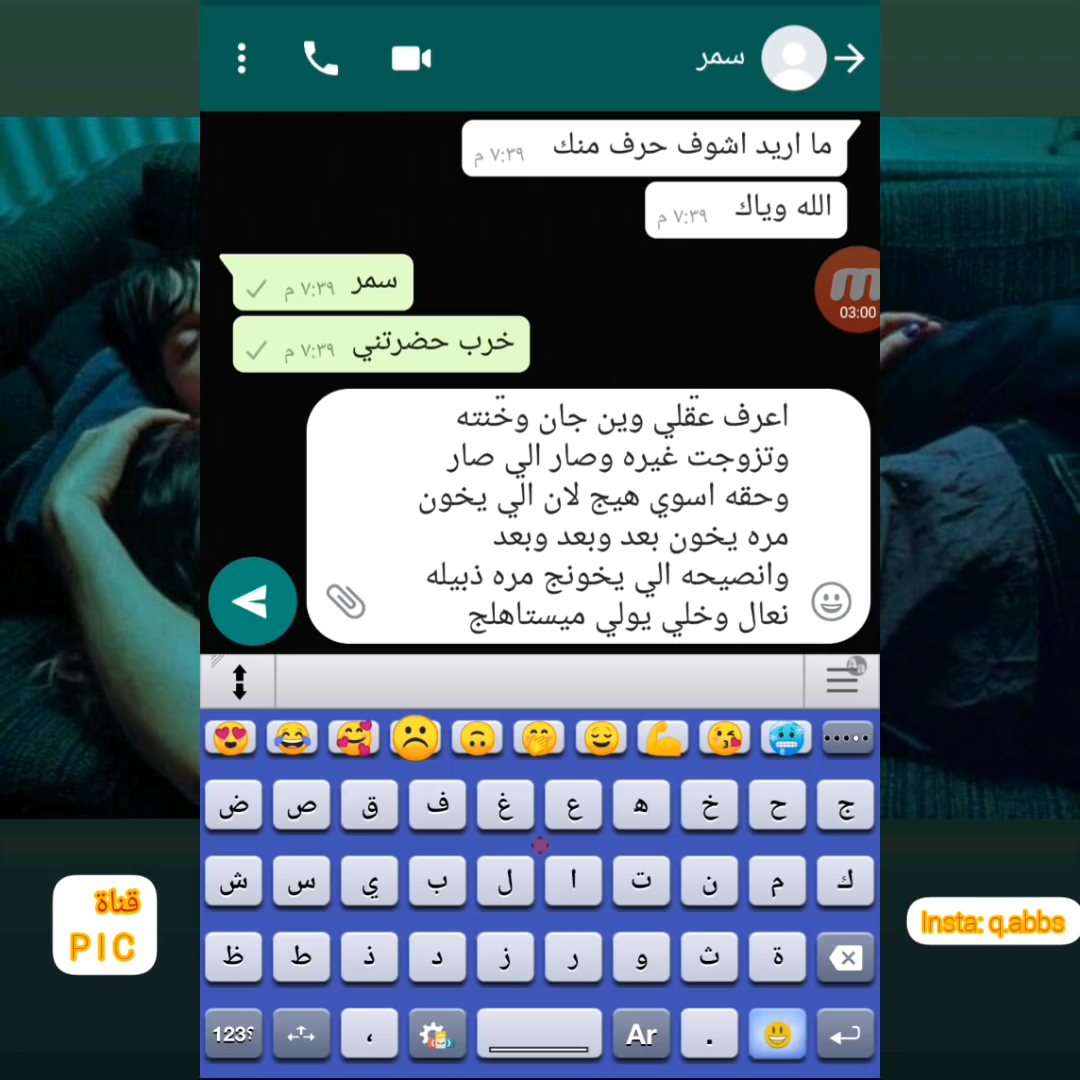 سمر
ما اريد اشوف حرف منك ٧:٣٩ م
الله وياك ٧:٣٩ م
03:00
سمر ٧:٣٩ م
خرب حضرتني ٧:٣٩ م
اعرف عقلي وين جان وخنته
وتزوجت غيره وصار الي صار
وحقه اسوي هيج لان الي يخون
مره يخون بعد وبعد وبعد
وانصيحه الي يخونج مره ذبيله
نعال وخلي يولي ميستاهلج
ض ص ق ف غ ع ه خ ح ج
ش س ي ب ل ا ت ن م ك
ظ ط ذ د ز ر و ث ة
123؟ ، Ar .
قناة
PIC
Insta: q.abbs